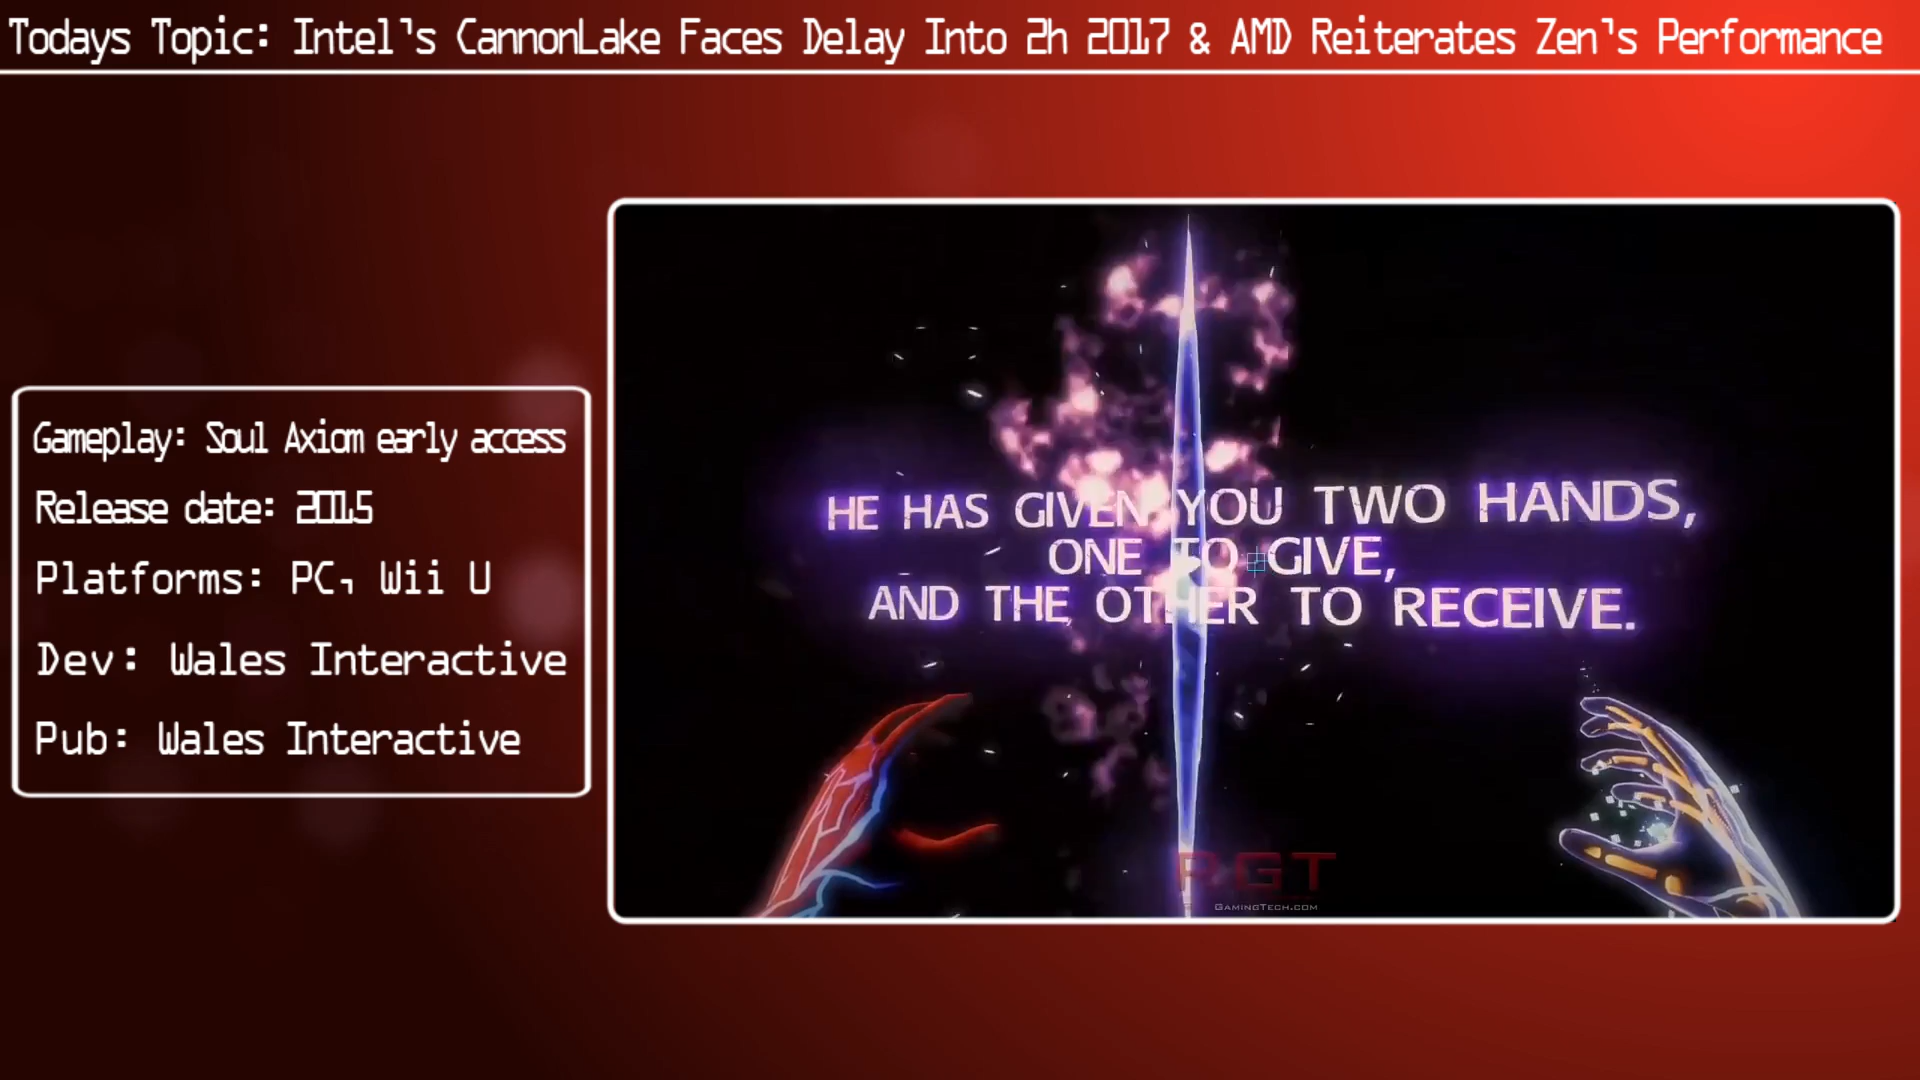 Todays Topic: Intel's CannonLake Faces Delay Into 2h 2017 & AMD Reiterates Zen's Performance
Gameplay: Soul Axiom early access
Release date: 2015
Platforms: PC, Wii U
Dev: Wales Interactive
Pub: Wales Interactive
HE HAS GIVEN YOU TWO HANDS,
ONE TO GIVE,
AND THE OTHER TO RECEIVE.
RGT
GAMINGTECH.COM